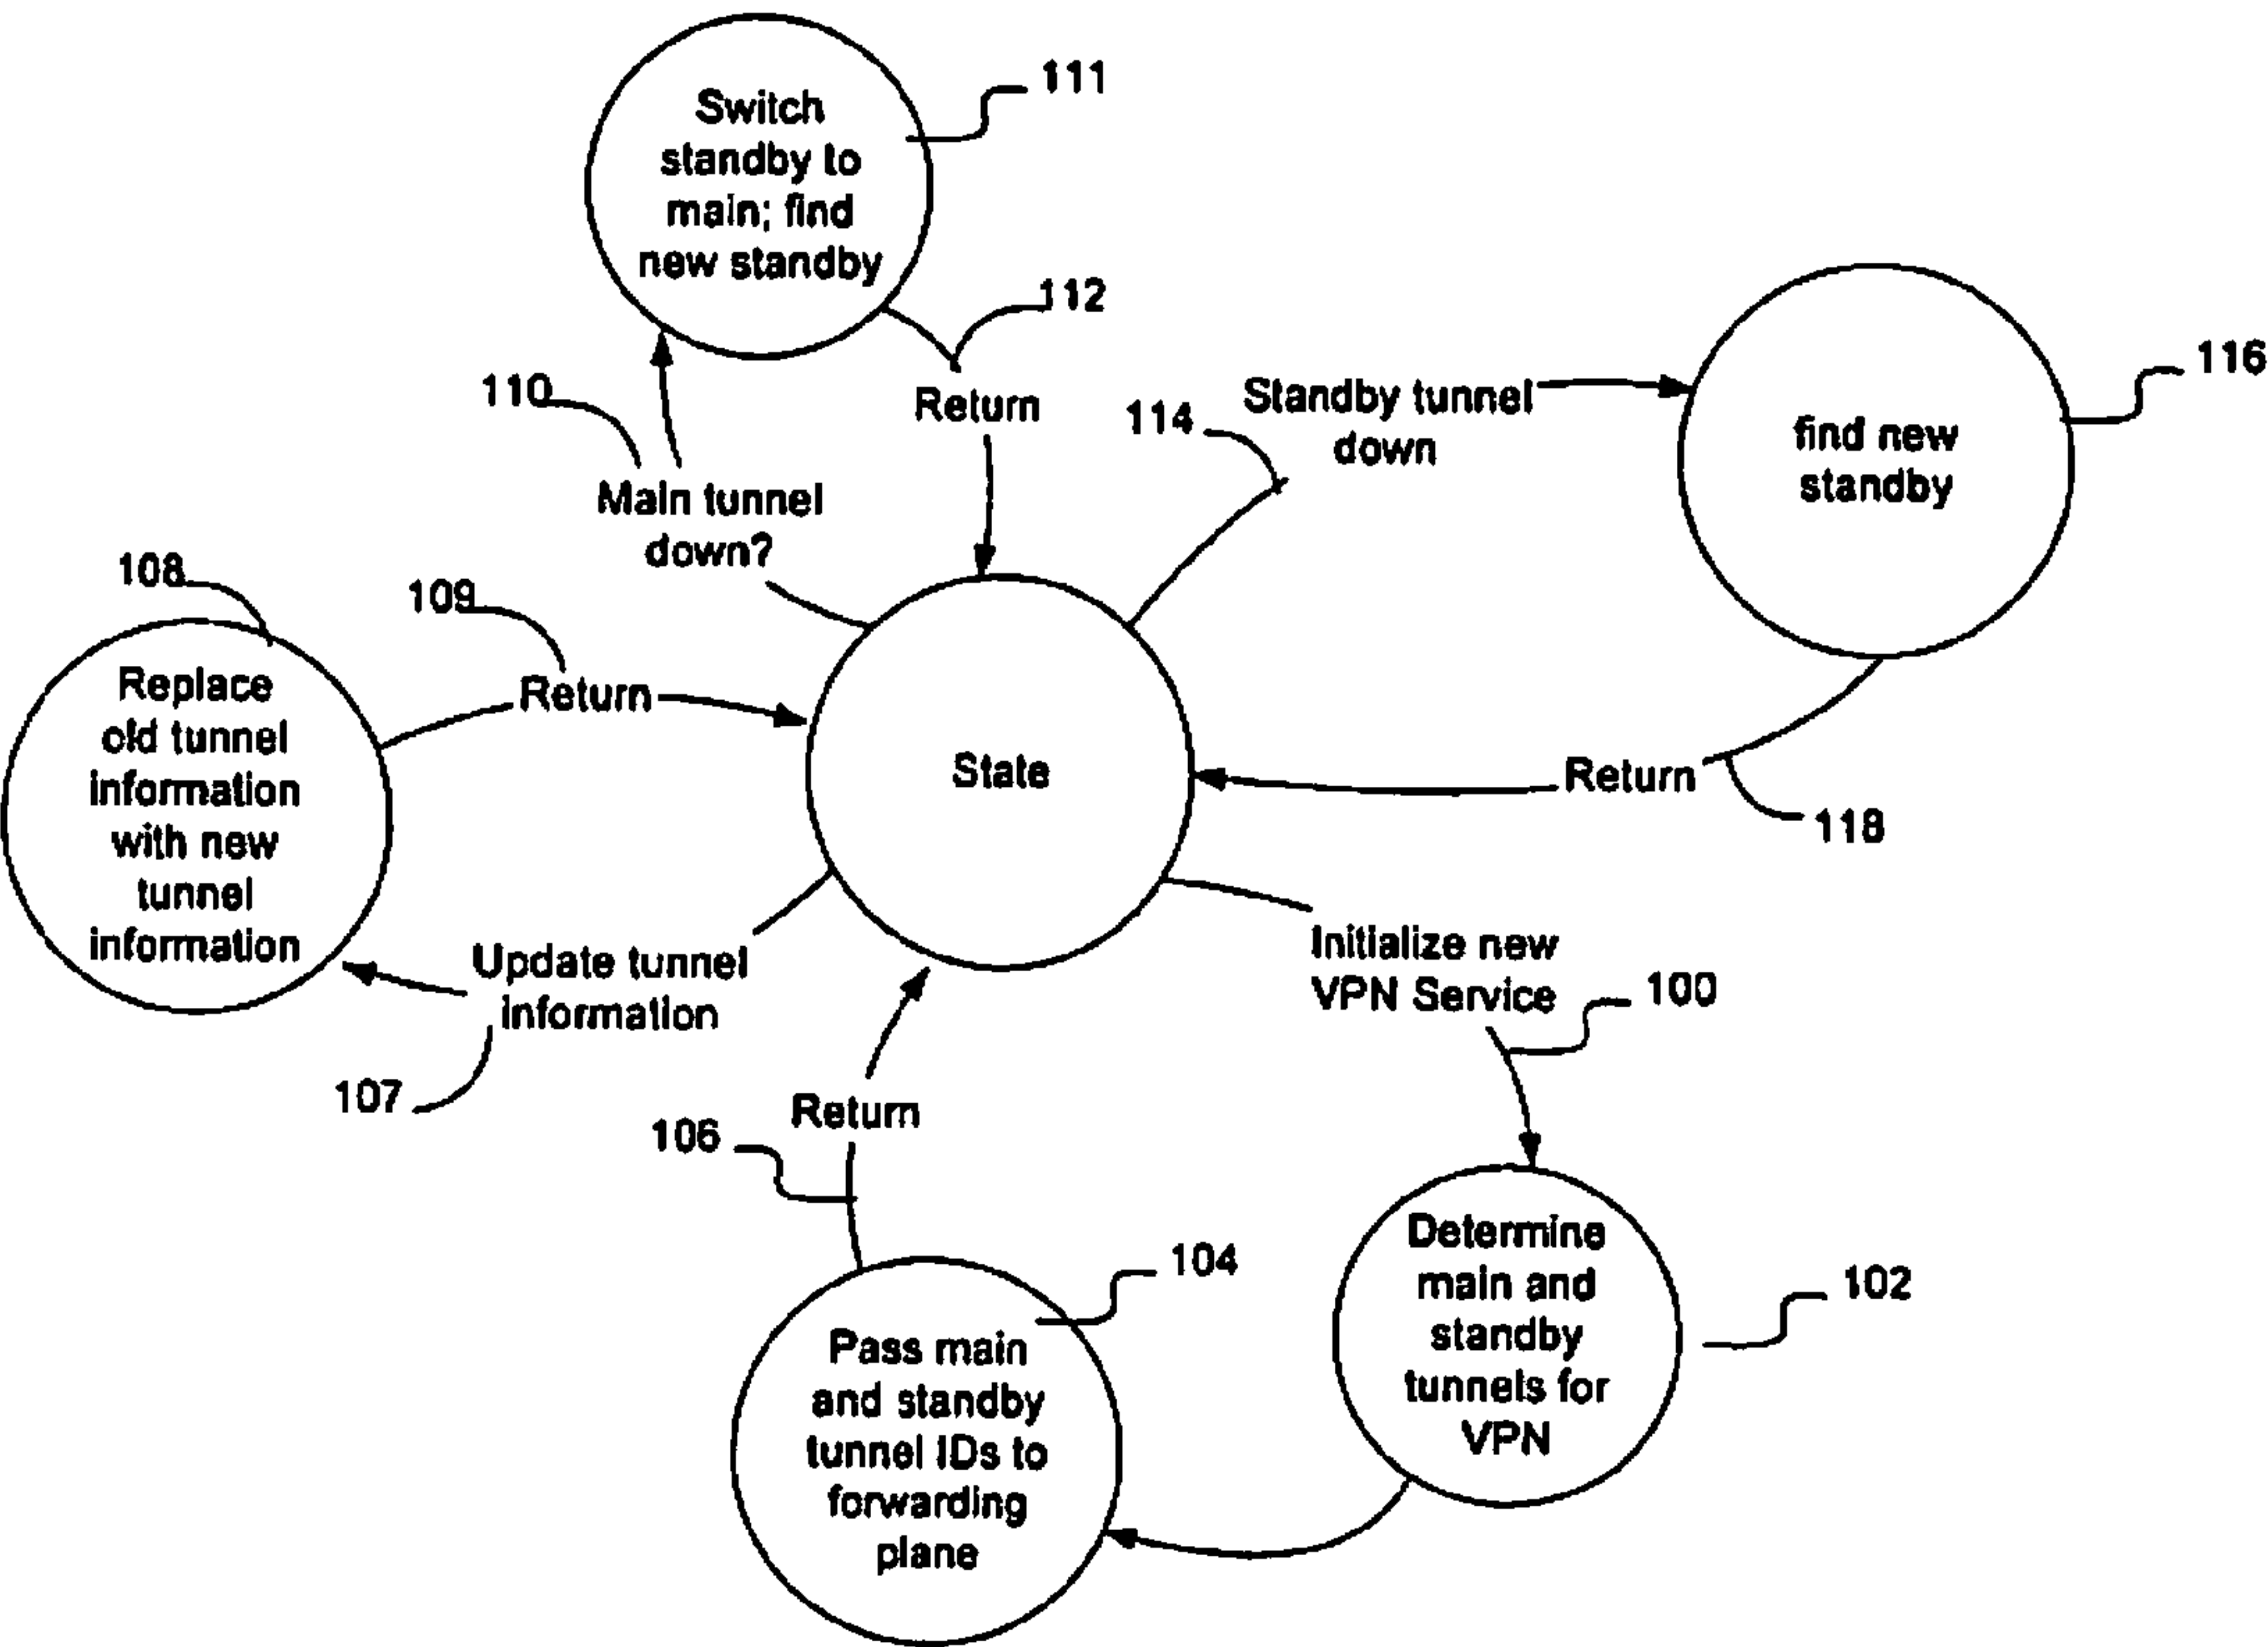 111
Switch
standby to
main; find
new standby
112
110
Return
Main tunnel
down?
114
Standby tunnel
down
116
find new
standby
108
109
Replace
old tunnel
information
with new
tunnel
information
Return
State
Return
118
Update tunnel
information
107
Initialize new
VPN Service
100
Return
106
104
Pass main
and standby
tunnel IDs to
forwarding
plane
Determine
main and
standby
tunnels for
VPN
102